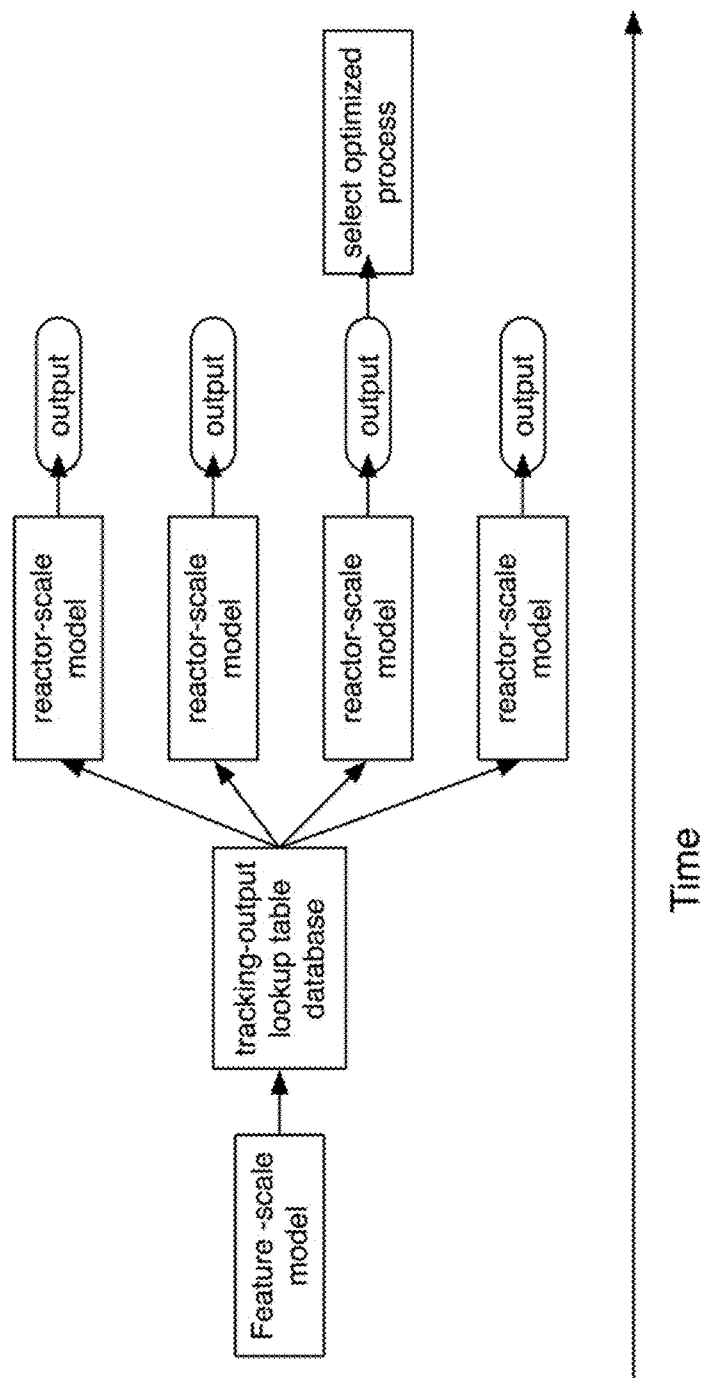 Feature -scale
model
tracking-output
lookup table
database
reactor-scale
model
output
reactor-scale
model
output
reactor-scale
model
output
select optimized
process
reactor-scale
model
output
Time